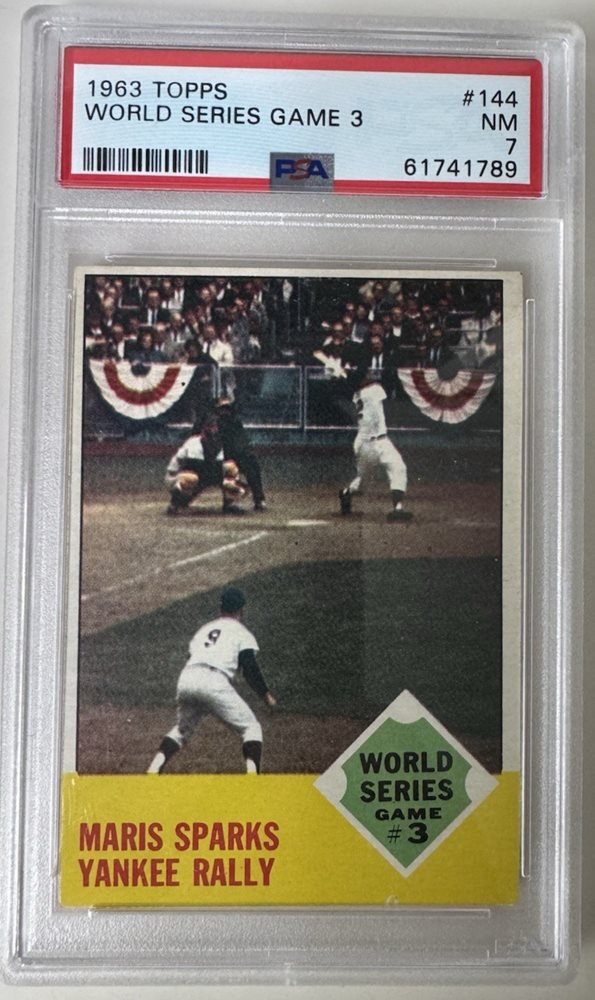 1963 TOPPS #144
WORLD SERIES GAME 3 NM
7
PSA 61741789
9
WORLD
SERIES
GAME
#3
MARIS SPARKS
YANKEE RALLY